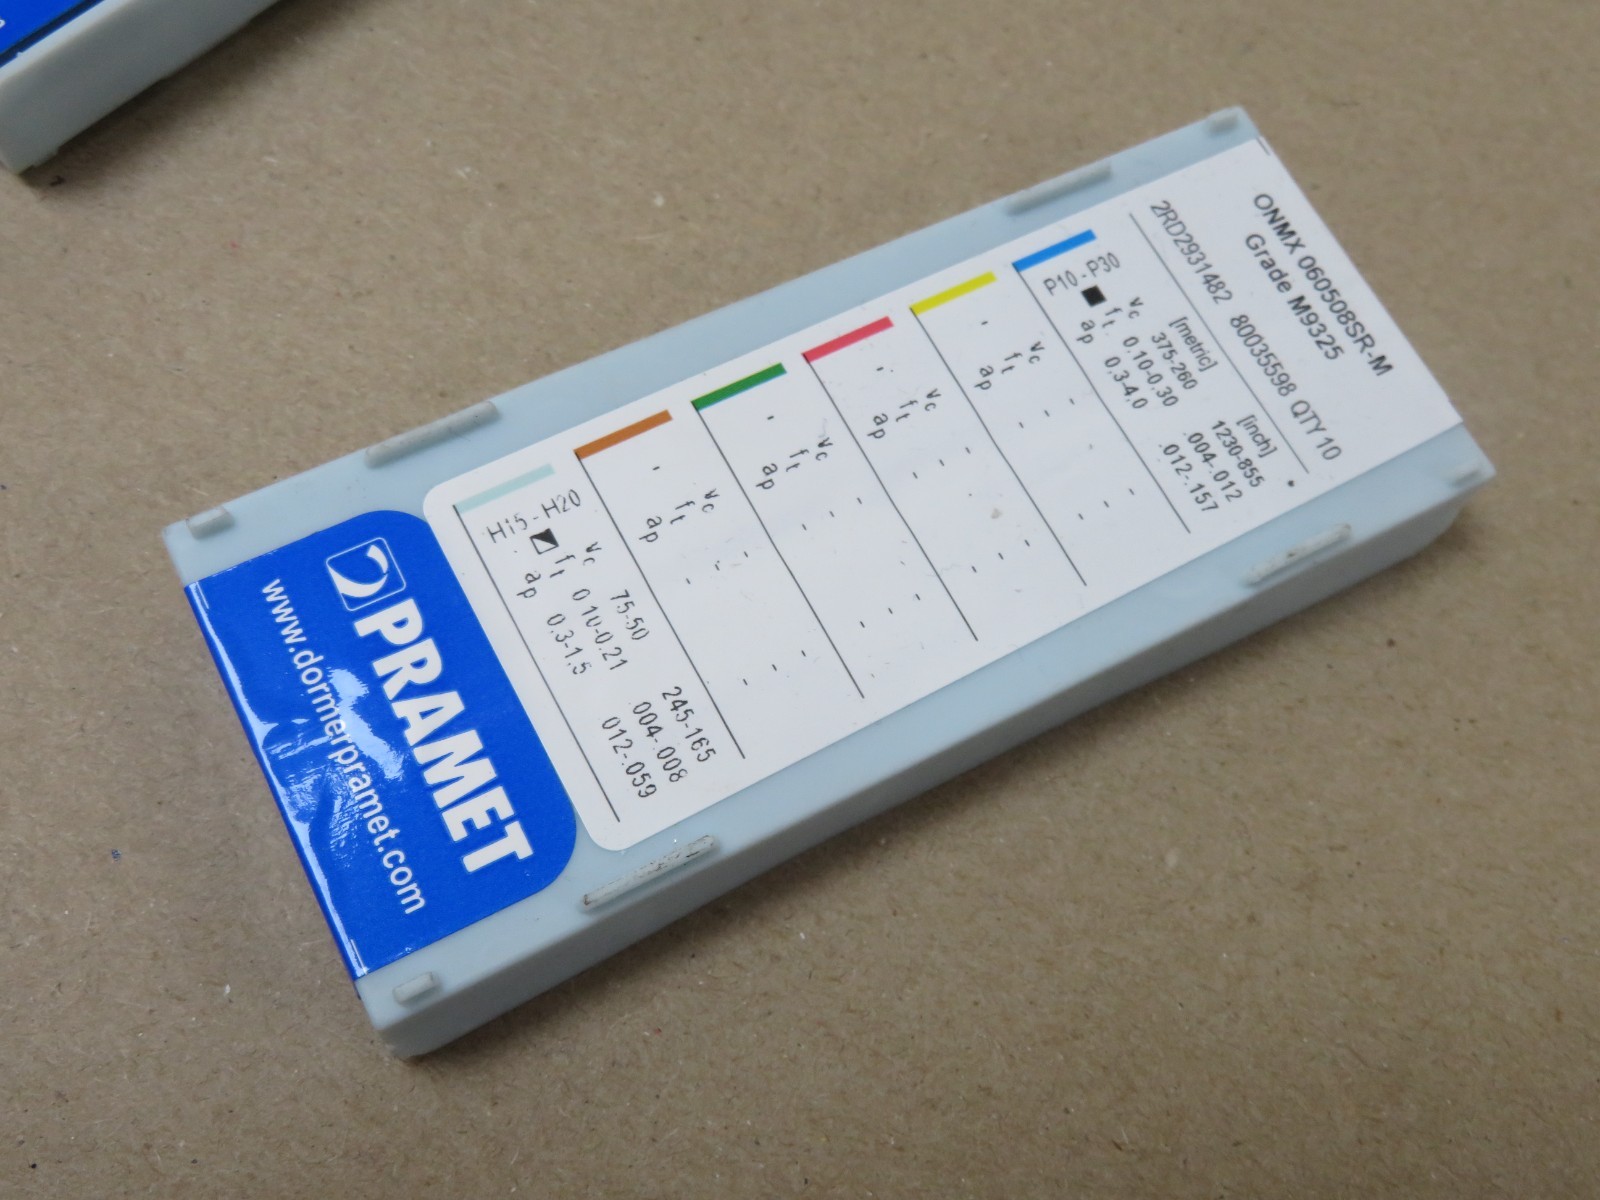 ONMX 060508SR-M
Grade M9325
2RD2931482 80035598 QTY 10
[metric] [inch]
P10 - P30 vc 375-260 1230-855
ft 0.10-0.30 .004-.012
ap 0.3-4.0 .012-.157
- vc - -
ft - -
ap - -
- vc - -
ft - -
ap - -
- vc - -
ft - -
ap - -
- vc - -
ft - -
ap - -
H15 - H20 vc 75-50 245-165
ft 0.10-0.21 .004-.008
ap 0.3-1.5 .012-.059
PRAMET
www.dormerpramet.com